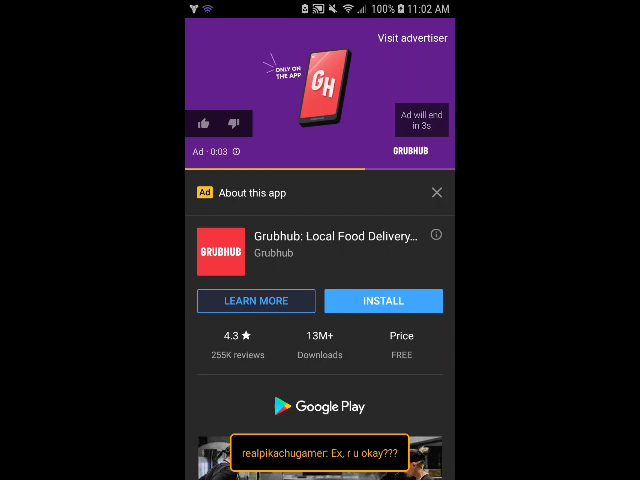 100% 11:02 AM
Visit advertiser
ONLY ON
THE APP
GH
Ad will end
in 3s
Ad · 0:03
GRUBHUB
Ad About this app
Grubhub: Local Food Delivery...
GRUBHUB
Grubhub
LEARN MORE INSTALL
4.3 ★ 13M+ Price
255K reviews Downloads FREE
Google Play
realpikachugamer: Ex, r u okay???